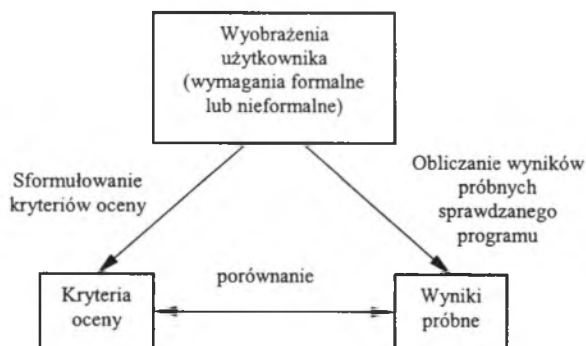 Wyobrażenia
użytkownika
(wymagania formalne
lub nieformalne)
Sformułowanie
kryteriów oceny
Obliczanie wyników
próbnych
sprawdzanego
programu
porównanie
Kryteria
oceny
Wyniki
próbne